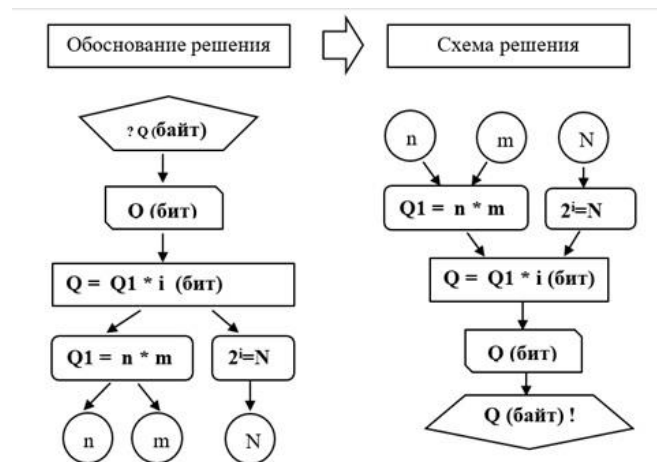 Обоснование решения
Схема решения
? Q (байт)
Q (бит)
Q = Q1 * i (бит)
Q1 = n * m
2ⁱ=N
n
m
N
n
m
N
Q1 = n * m
2ⁱ=N
Q = Q1 * i (бит)
Q (бит)
Q (байт) !